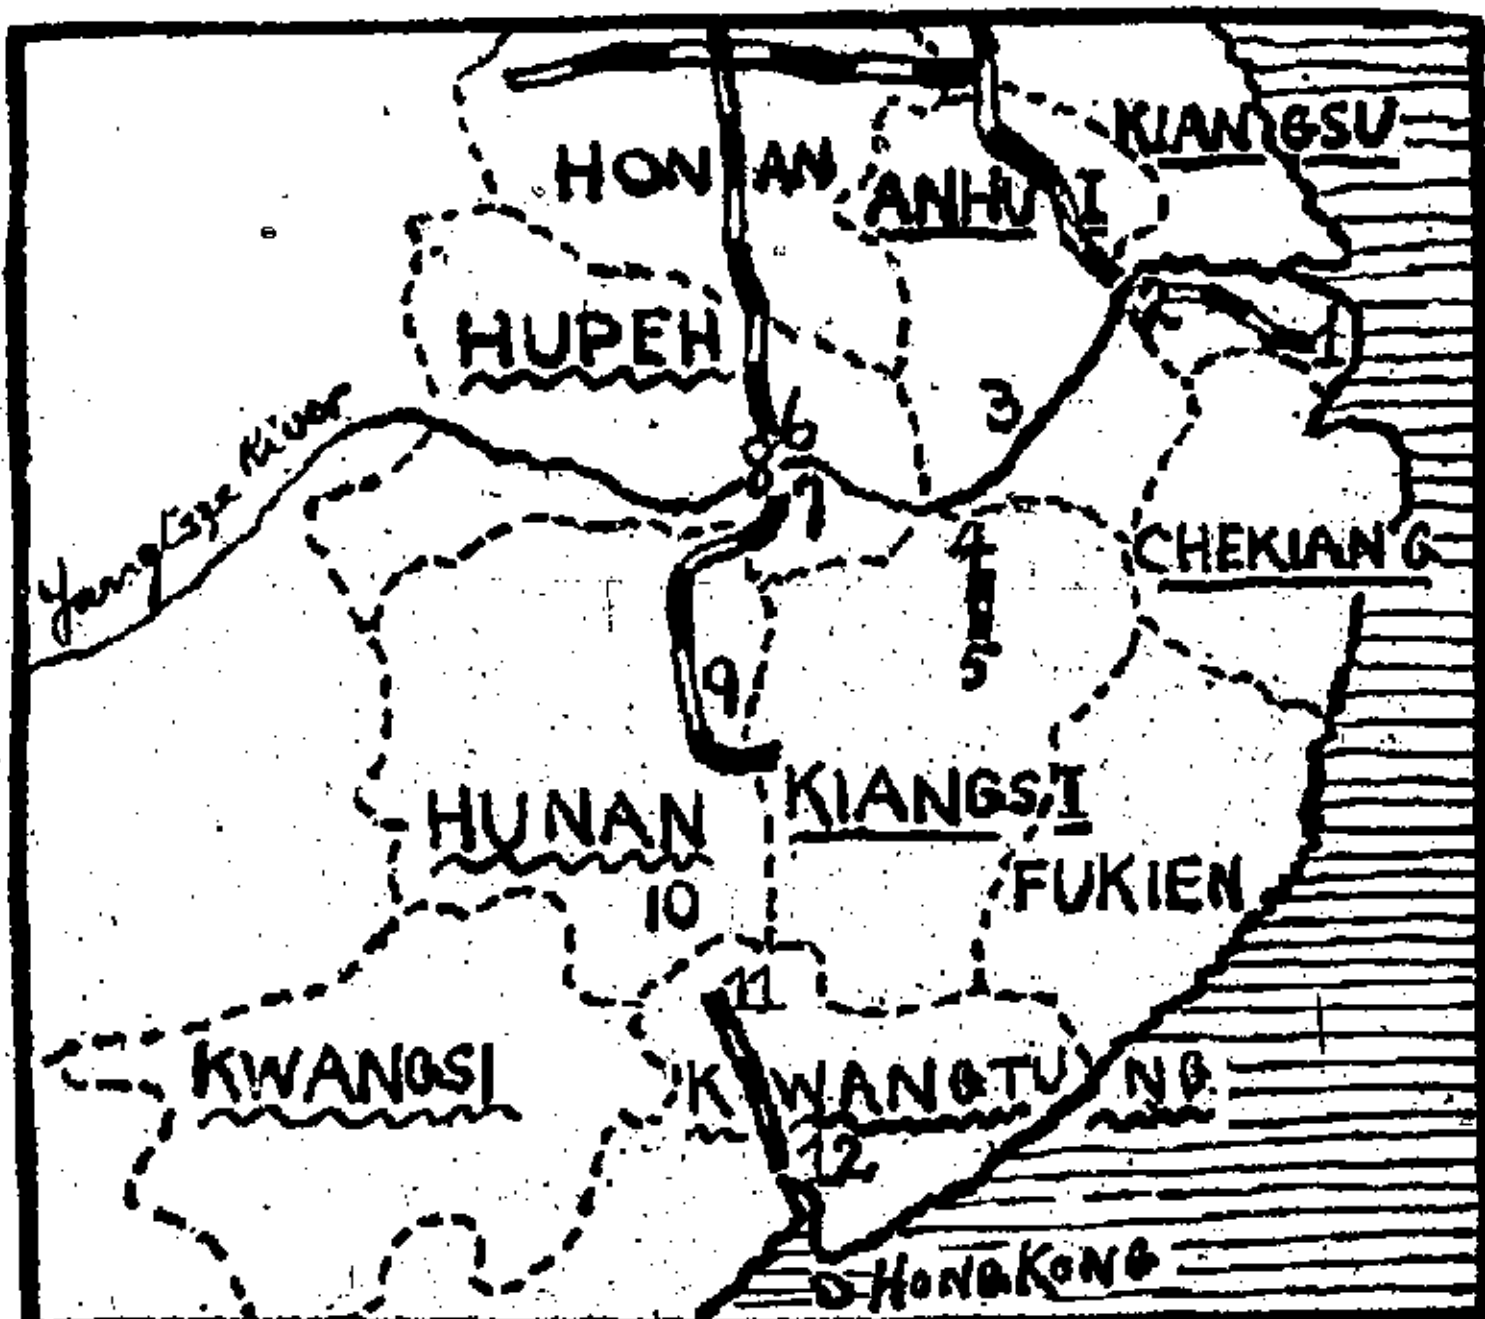 KIANGSU
HONAN
ANHUI
HUPEH
2
1
3
Yangtsze River
6
8
7
4
CHEKIANG
5
9
KIANGSI
HUNAN
FUKIEN
10
11
KWANGSI
KWANGTUNG
12
HONGKONG